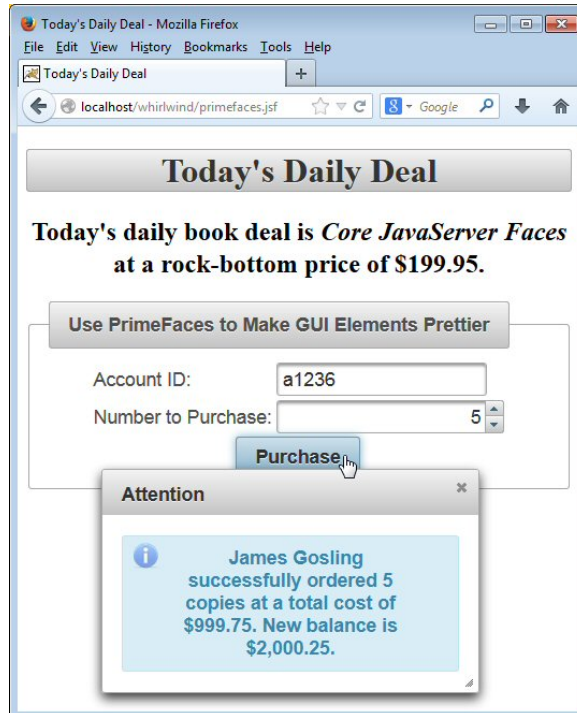 Today's Daily Deal - Mozilla Firefox
File Edit View History Bookmarks Tools Help
Today's Daily Deal
+
localhost/whirlwind/primefaces.jsf
8 - Google
Today's Daily Deal
Today's daily book deal is Core JavaServer Faces
at a rock-bottom price of $199.95.
Use PrimeFaces to Make GUI Elements Prettier
Account ID: a1236
Number to Purchase: 5
Purchase
Attention
James Gosling
successfully ordered 5
copies at a total cost of
$999.75. New balance is
$2,000.25.